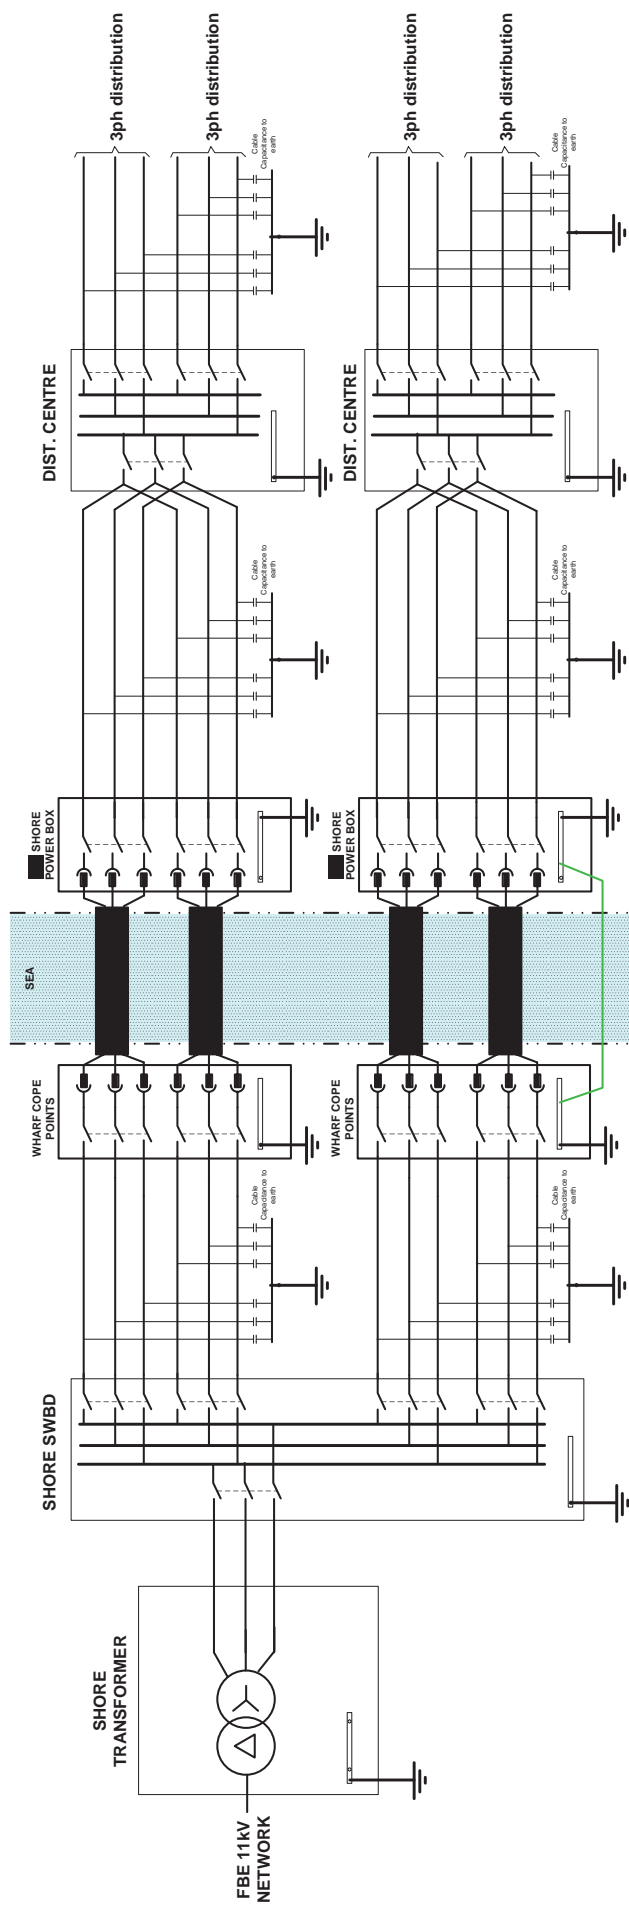 FBE 11kV
NETWORK
SHORE
TRANSFORMER
SHORE SWBD
Cable
Capacitance to
earth
Cable
Capacitance to
earth
WHARF COPE
POINTS
WHARF COPE
POINTS
SEA
SHORE
POWER BOX
SHORE
POWER BOX
Cable
Capacitance to
earth
Cable
Capacitance to
earth
DIST. CENTRE
DIST. CENTRE
Cable
Capacitance to
earth
Cable
Capacitance to
earth
3ph distribution
3ph distribution
3ph distribution
3ph distribution